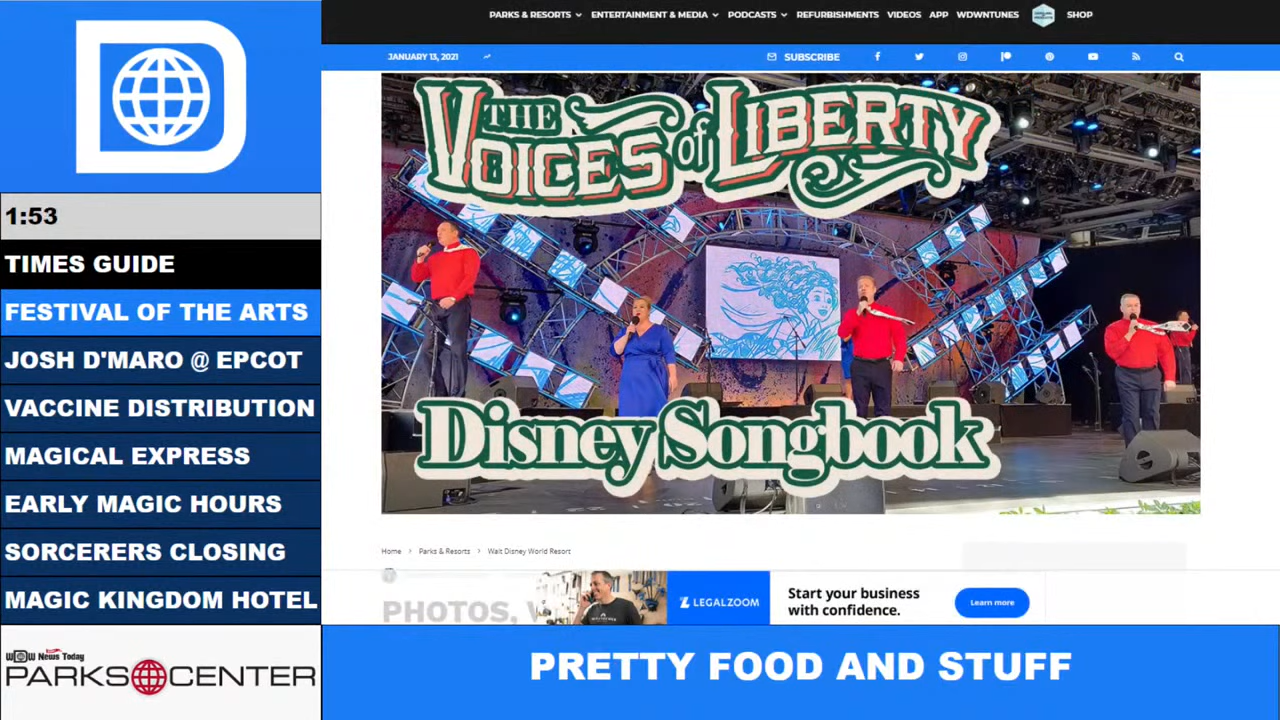 D
1:53
TIMES GUIDE
FESTIVAL OF THE ARTS
JOSH D'MARO @ EPCOT
VACCINE DISTRIBUTION
MAGICAL EXPRESS
EARLY MAGIC HOURS
SORCERERS CLOSING
MAGIC KINGDOM HOTEL
WDW News Today
PARKS CENTER
PARKS & RESORTS ENTERTAINMENT & MEDIA PODCASTS REFURBISHMENTS VIDEOS APP WDWNTUNES SHOP
JANUARY 13, 2021 SUBSCRIBE
THE VOICES of LIBERTY
Disney Songbook
Home > Parks & Resorts > Walt Disney World Resort
PHOTOS, V
LEGALZOOM
Start your business
with confidence.
Learn more
PRETTY FOOD AND STUFF